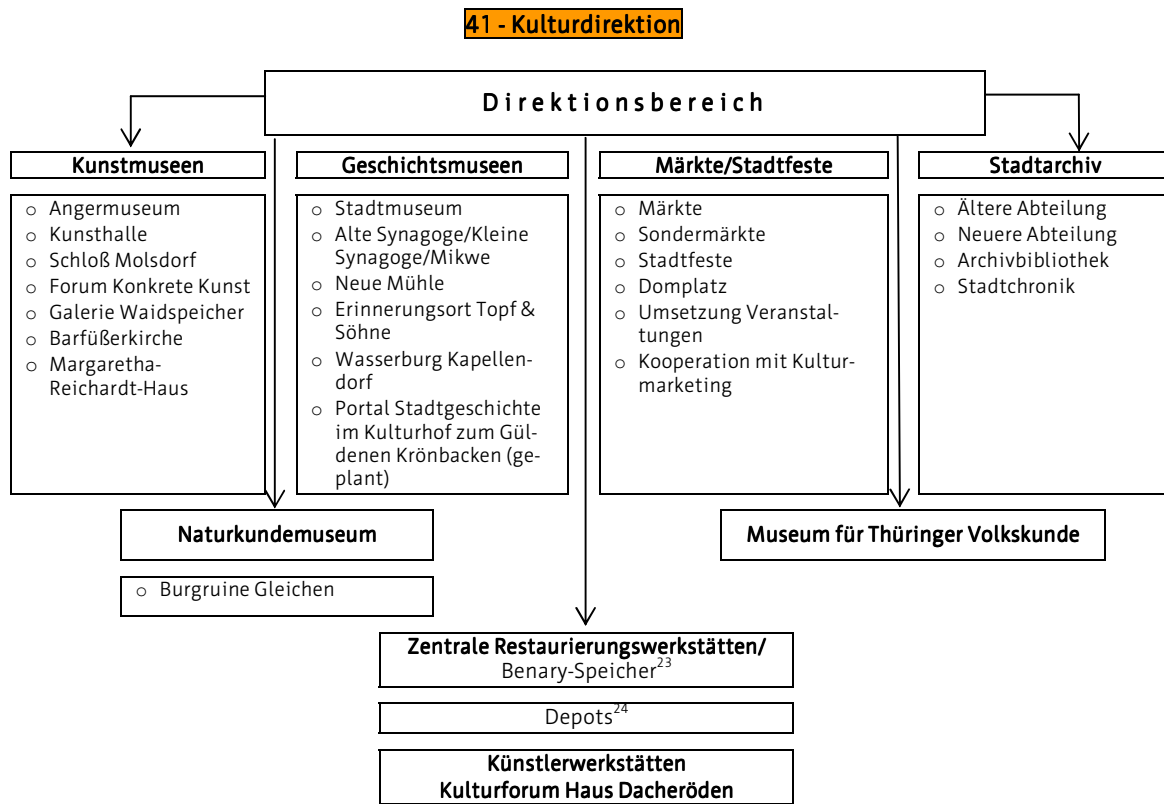 41 - Kulturdirektion
Direktionsbereich
Kunstmuseen
○ Angermuseum
○ Kunsthalle
○ Schloß Molsdorf
○ Forum Konkrete Kunst
○ Galerie Waidspeicher
○ Barfüßerkirche
○ Margaretha-
Reichardt-Haus
Geschichtsmuseen
○ Stadtmuseum
○ Alte Synagoge/Kleine
Synagoge/Mikwe
○ Neue Mühle
○ Erinnerungsort Topf &
Söhne
○ Wasserburg Kapellen-
dorf
○ Portal Stadtgeschichte
im Kulturhof zum Gül-
denen Krönbacken (ge-
plant)
Märkte/Stadtfeste
○ Märkte
○ Sondermärkte
○ Stadtfeste
○ Domplatz
○ Umsetzung Veranstal-
tungen
○ Kooperation mit Kultur-
marketing
Stadtarchiv
○ Ältere Abteilung
○ Neuere Abteilung
○ Archivbibliothek
○ Stadtchronik
Naturkundemuseum
○ Burgruine Gleichen
Museum für Thüringer Volkskunde
Zentrale Restaurierungswerkstätten/
Benary-Speicher23
Depots24
Künstlerwerkstätten
Kulturforum Haus Dacheröden